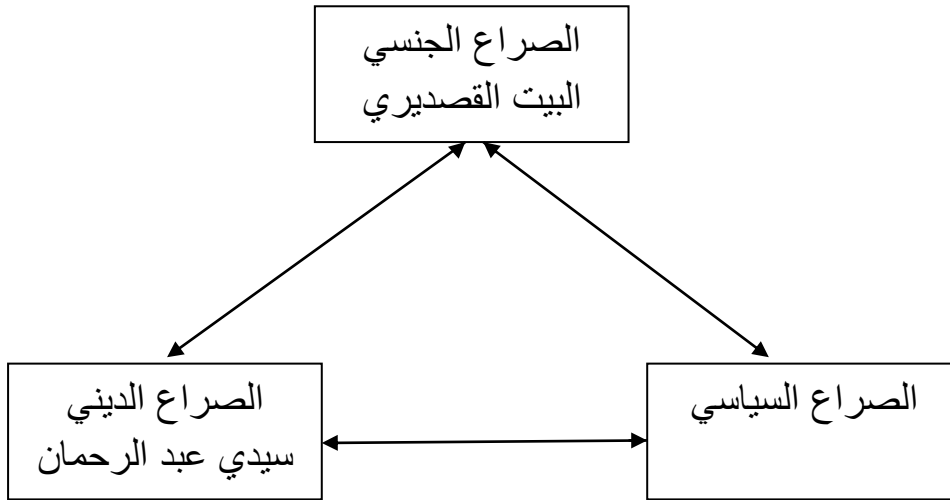 الصراع الجنسي
البيت القصديري
الصراع السياسي
الصراع الديني
سيدي عبد الرحمان